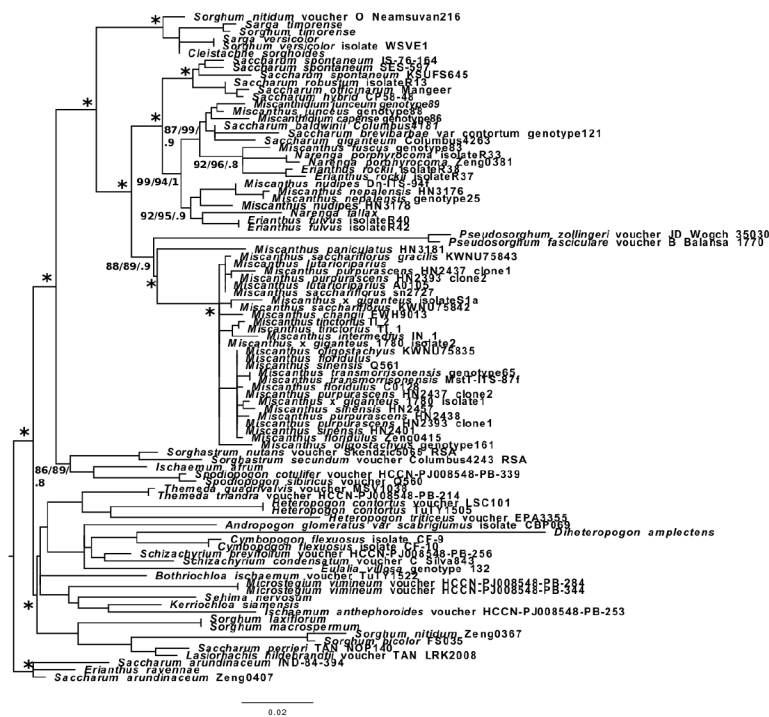 Sorghum nitidum voucher O Neamsuvan216
Sarga timorense
Sorghum timorense
Sarga versicolor
Sorghum versicolor isolate WSVE1
Cleistachne sorghoides
Saccharum spontaneum IS-76-164
Saccharum spontaneum SES-597
Saccharum spontaneum KSUFS645
Saccharum robustum isolateR13
Saccharum officinarum Mangeer
Saccharum hybrid CP58-48
Miscanthidium junceum genotype89
Miscanthus junceus genotype88
Miscanthidium capense genotype86
Saccharum baldwinii Columbus4181
87/99/
.9
Saccharum brevibarbae var contortum genotype121
Saccharum giganteum Columbus4263
Miscanthus fuscus genotype83
Narenga porphyrocoma isolateR33
Narenga porphyrocoma Zeng0381
92/96/.8
Erianthus rockii isolateR38
Erianthus rockii isolateR37
99/94/1
Miscanthus nudipes Dn-ITS-94f
Miscanthus nepalensis HN3176
Miscanthus nepalensis genotype25
Miscanthus nudipes HN3178
92/95/.9
Narenga fallax
Erianthus fulvus isolateR40
Erianthus fulvus isolateR42
Pseudosorghum zollingeri voucher JD Wooch 35030
Pseudosorghum fasciculare voucher B Balansa 1770
Miscanthus paniculatus HN3181
88/89/.9
Miscanthus sacchariflorus gracilis KWNU75843
Miscanthus lutarioriparius
Miscanthus purpurascens HN2437 clone1
Miscanthus purpurascens HN2393 clone2
Miscanthus lutarioriparius A0105
Miscanthus sacchariflorus sn2727
Miscanthus x giganteus isolateS1a
Miscanthus sacchariflorus KWNU75842
Miscanthus changii EWH9013
Miscanthus tinctorius TI_2
Miscanthus tinctorius TI_1
Miscanthus intermedius IN_1
Miscanthus x giganteus 1780 isolate2
Miscanthus oligostachyus KWNU75835
Miscanthus floridulus
Miscanthus sinensis Q561
Miscanthus transmorrisonensis genotype65
Miscanthus transmorrisonensis MstT-ITS-87f
Miscanthus floridulus C0128
Miscanthus purpurascens HN2437 clone2
Miscanthus x giganteus 1780 isolate1
Miscanthus sinensis HN2457
Miscanthus purpurascens HN2438
Miscanthus purpurascens HN2393 clone1
Miscanthus sinensis HN2401
Miscanthus floridulus Zeng0415
Miscanthus oligostachyus genotype161
Sorghastrum nutans voucher Skendzic5065 RSA
Sorghastrum secundum voucher Columbus4243 RSA
86/89/
.8
Ischaemum afrum
Spodiopogon cotulifer voucher HCCN-PJ008548-PB-339
Spodiopogon sibiricus voucher Q560
Themeda quadrivalvis voucher MSV1038
Themeda triandra voucher HCCN-PJ008548-PB-214
Heteropogon contortus voucher LSC101
Heteropogon contortus TuTY1505
Heteropogon triticeus voucher EPA3355
Andropogon glomeratus var scabriglumis isolate CBP069
Diheteropogon amplectens
Cymbopogon flexuosus isolate CF-9
Cymbopogon flexuosus isolate CF-10
Schizachyrium brevifolium voucher HCCN-PJ008548-PB-256
Schizachyrium condensatum voucher C Silva843
Eulalia villosa genotype 132
Bothriochloa ischaemum voucher TuTY1522
Microstegium vimineum voucher HCCN-PJ008548-PB-284
Microstegium vimineum voucher HCCN-PJ008548-PB-344
Sehima nervosum
Kerriochloa siamensis
Ischaemum anthephoroides voucher HCCN-PJ008548-PB-253
Sorghum laxiflorum
Sorghum macrospermum
Sorghum nitidum Zeng0367
Sorghum bicolor FS035
Saccharum perrieri TAN NOP140
Lasiorhachis hildebrandtii voucher TAN LRK2008
Saccharum arundinaceum IND-84-394
Erianthus ravennae
Saccharum arundinaceum Zeng0407
0.02